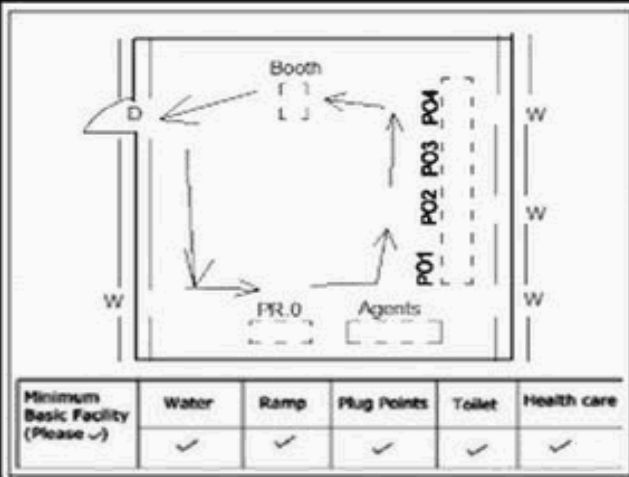 Booth
D
W
W
W
W
PO4
PO3
PO2
PO1
PR.0
Agents
Minimum Basic Facility (Please ✓)
Water
Ramp
Plug Points
Toilet
Health care
✓
✓
✓
✓
✓